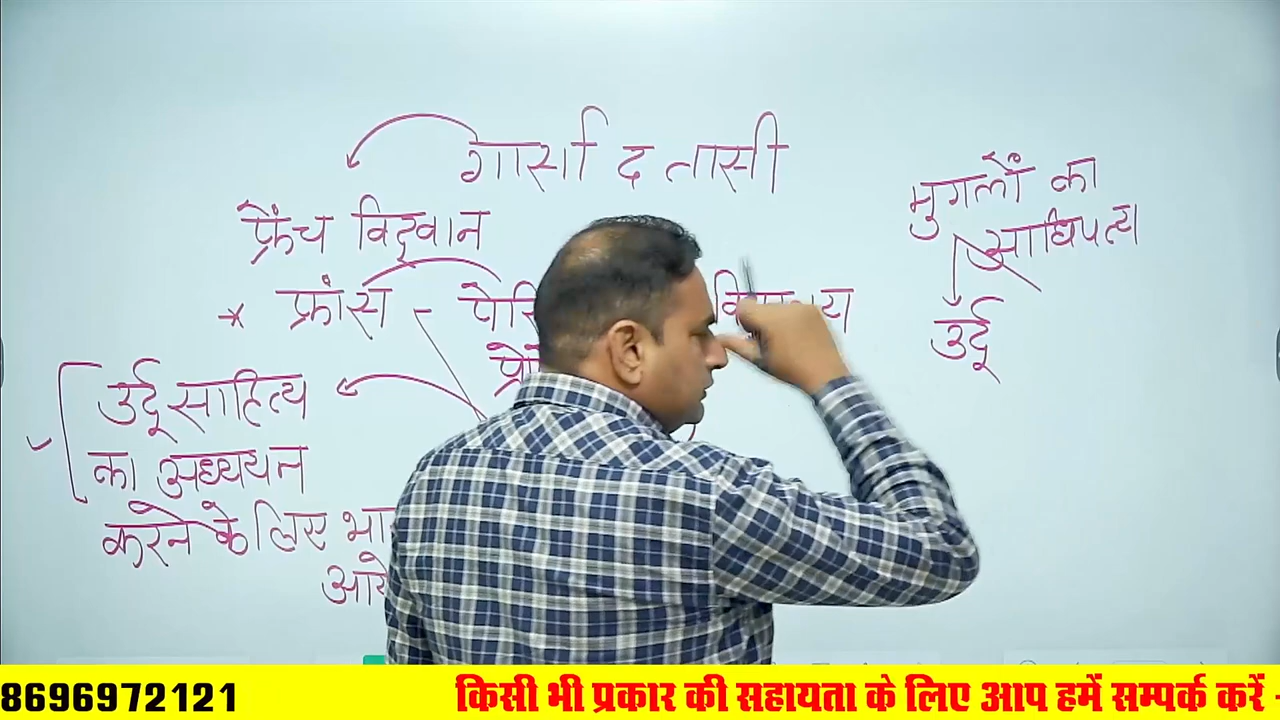 गार्सा द तासी
फ्रेंच विद्वान
* फ्रांस -
उर्दू साहित्य
का अध्ययन
करने के लिए
मुगलों का
आधिपत्य
उर्दू
8696972121 किसी भी प्रकार की सहायता के लिए आप हमें सम्पर्क करें -